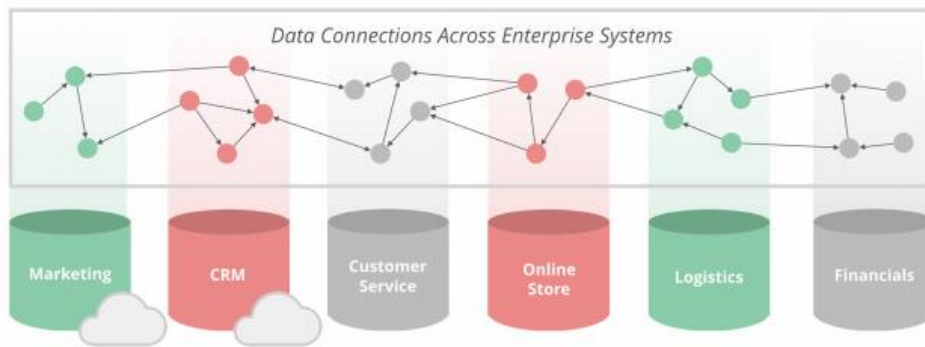 Data Connections Across Enterprise Systems
Marketing
CRM
Customer
Service
Online
Store
Logistics
Financials